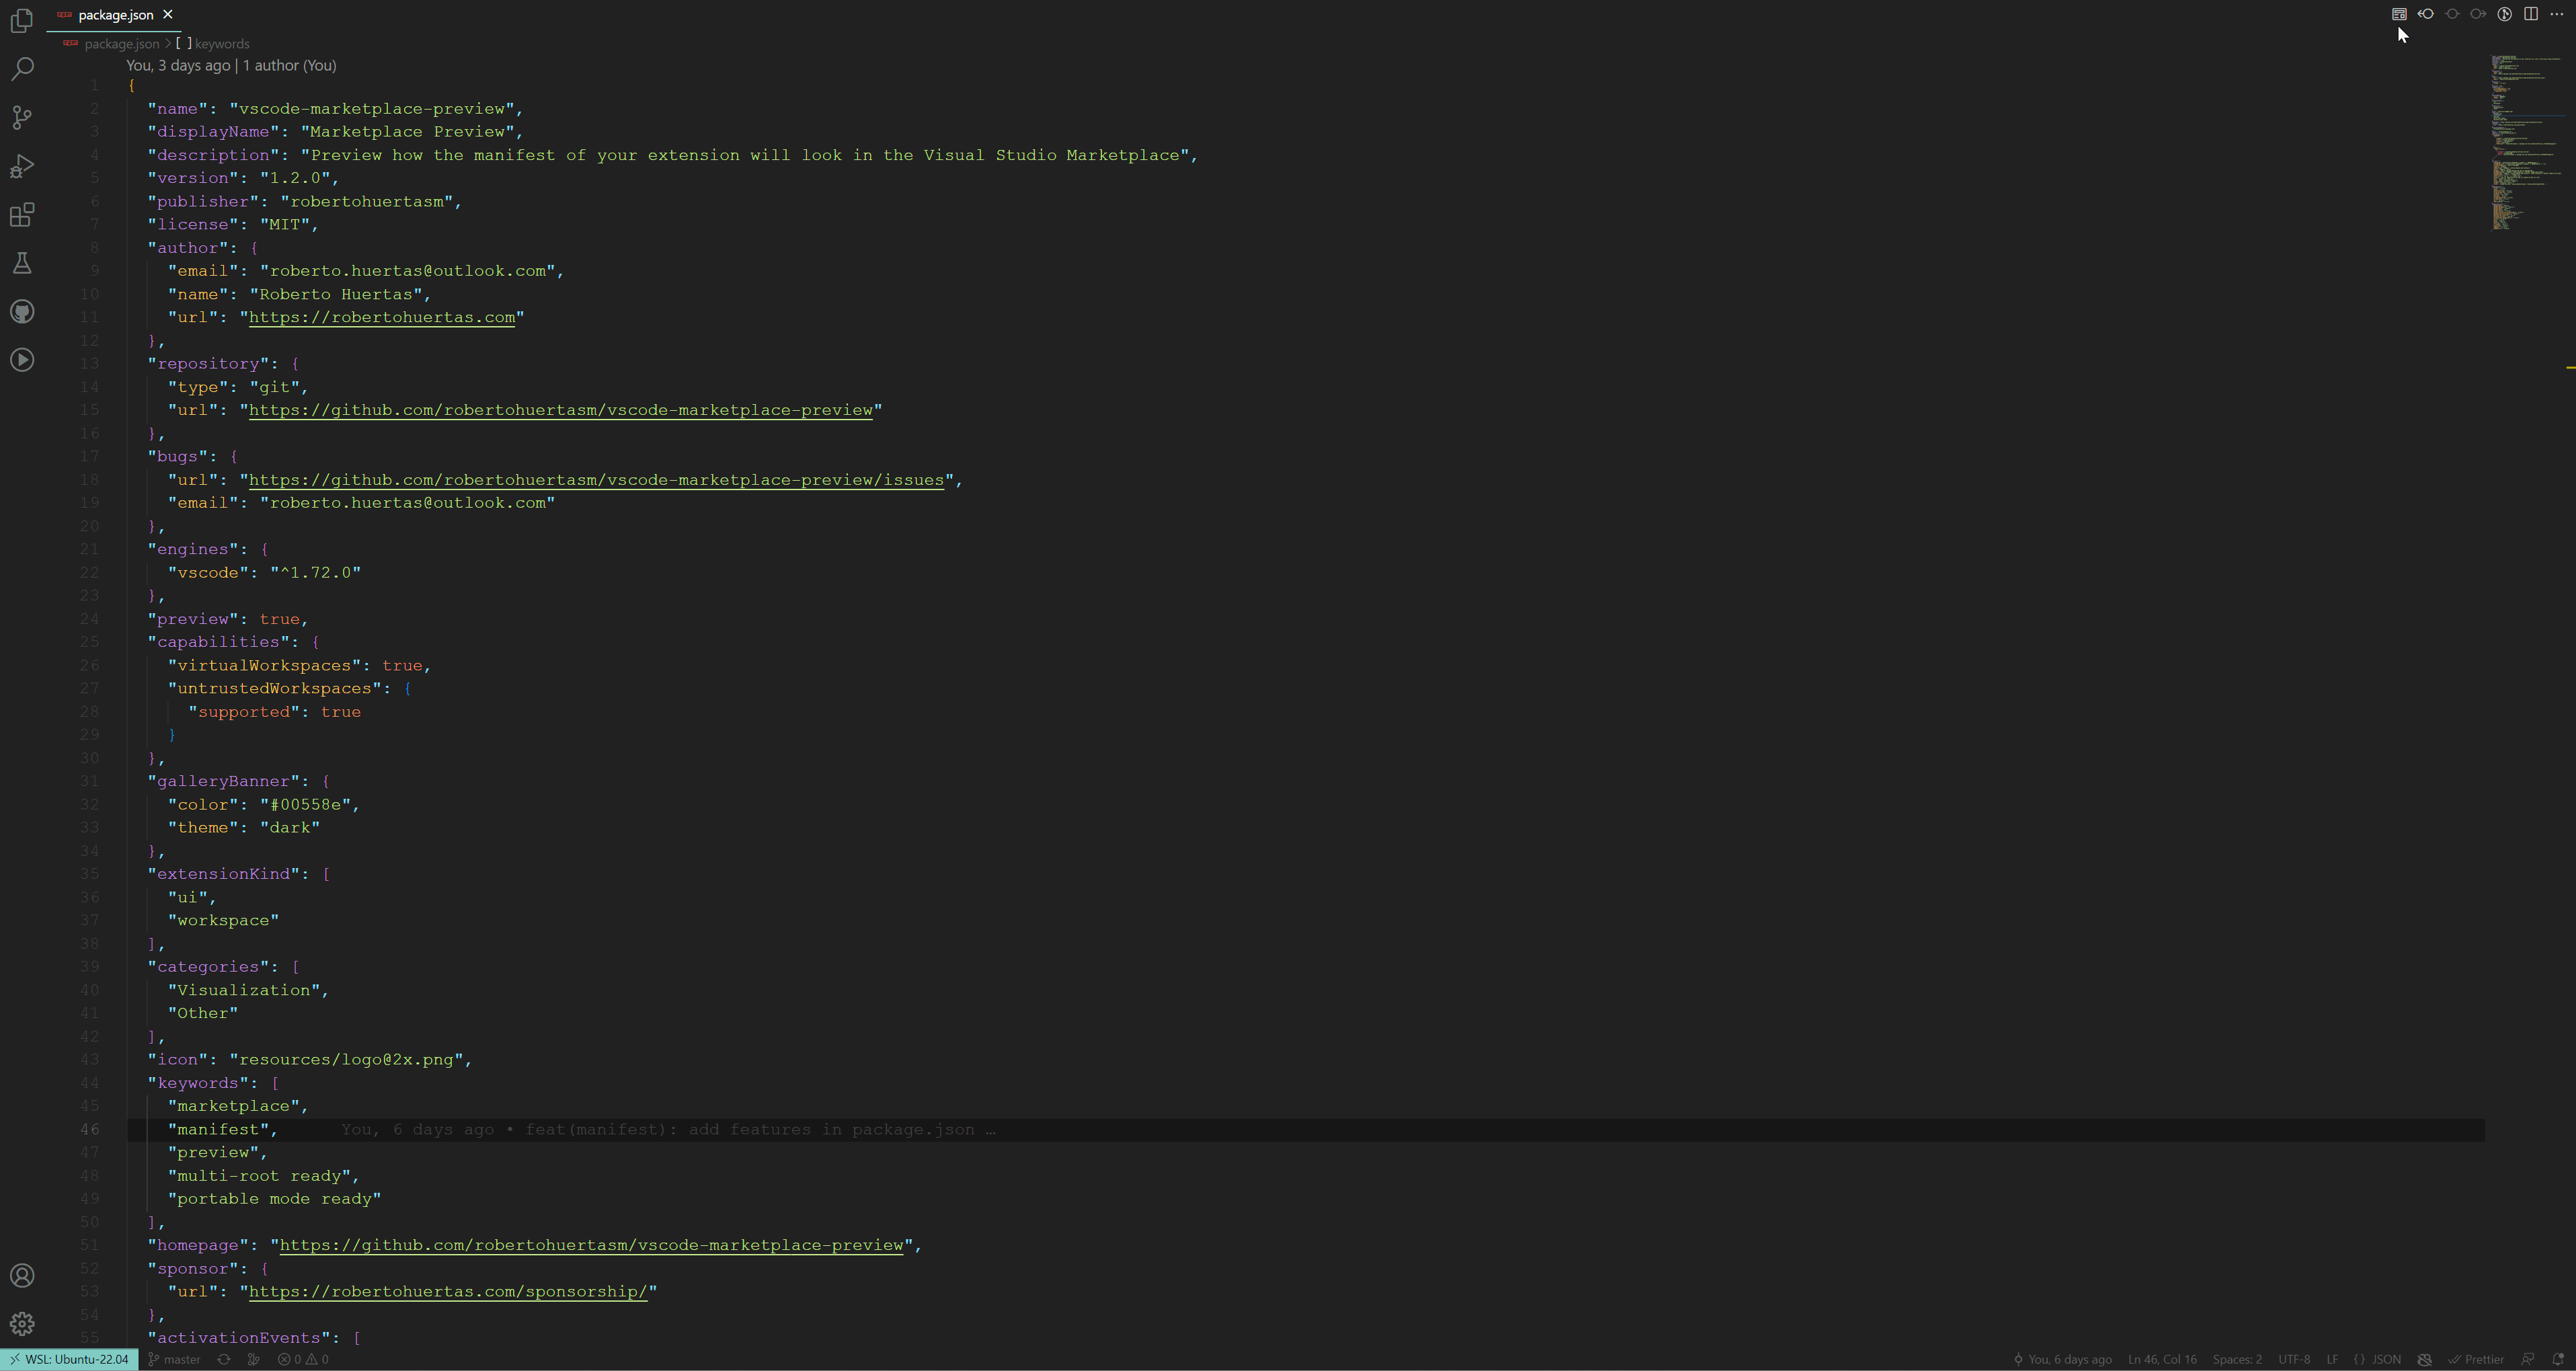 package.json
package.json > [ ] keywords
You, 3 days ago | 1 author (You)
1 {
2 "name": "vscode-marketplace-preview",
3 "displayName": "Marketplace Preview",
4 "description": "Preview how the manifest of your extension will look in the Visual Studio Marketplace",
5 "version": "1.2.0",
6 "publisher": "robertohuertasm",
7 "license": "MIT",
8 "author": {
9 "email": "roberto.huertas@outlook.com",
10 "name": "Roberto Huertas",
11 "url": "https://robertohuertas.com"
12 },
13 "repository": {
14 "type": "git",
15 "url": "https://github.com/robertohuertasm/vscode-marketplace-preview"
16 },
17 "bugs": {
18 "url": "https://github.com/robertohuertasm/vscode-marketplace-preview/issues",
19 "email": "roberto.huertas@outlook.com"
20 },
21 "engines": {
22 "vscode": "^1.72.0"
23 },
24 "preview": true,
25 "capabilities": {
26 "virtualWorkspaces": true,
27 "untrustedWorkspaces": {
28 "supported": true
29 }
30 },
31 "galleryBanner": {
32 "color": "#00558e",
33 "theme": "dark"
34 },
35 "extensionKind": [
36 "ui",
37 "workspace"
38 ],
39 "categories": [
40 "Visualization",
41 "Other"
42 ],
43 "icon": "resources/logo@2x.png",
44 "keywords": [
45 "marketplace",
46 "manifest", You, 6 days ago • feat(manifest): add features in package.json …
47 "preview",
48 "multi-root ready",
49 "portable mode ready"
50 ],
51 "homepage": "https://github.com/robertohuertasm/vscode-marketplace-preview",
52 "sponsor": {
53 "url": "https://robertohuertas.com/sponsorship/"
54 },
55 "activationEvents": [
WSL: Ubuntu-22.04 master 0 0 You, 6 days ago Ln 46, Col 16 Spaces: 2 UTF-8 LF { } JSON Prettier